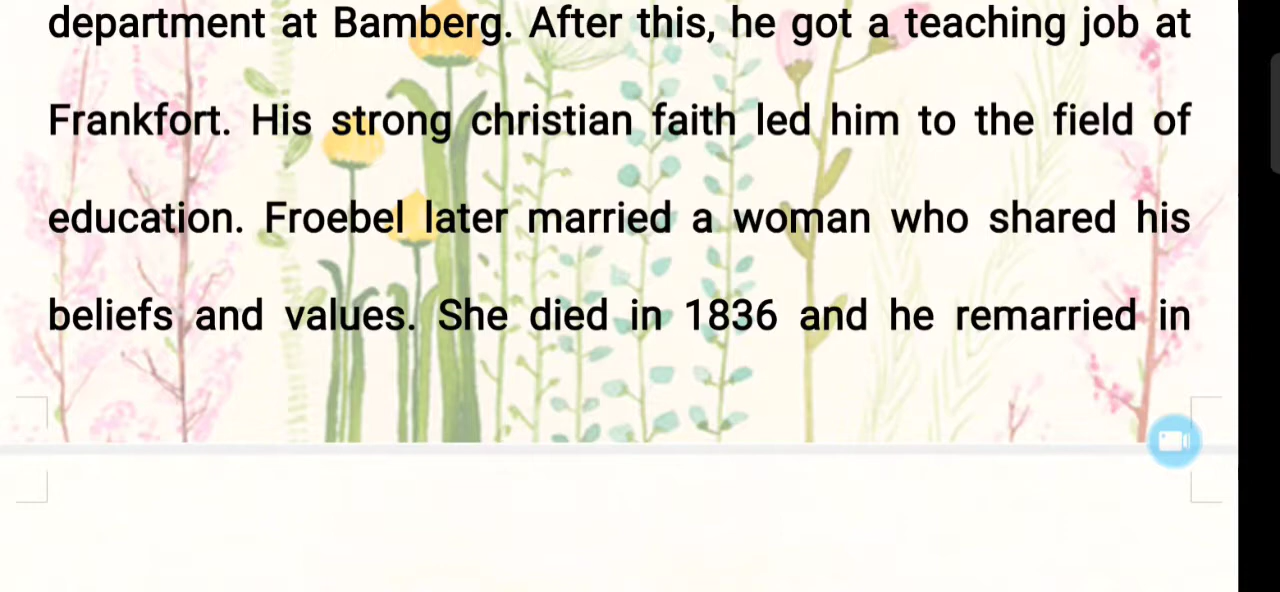 department at Bamberg. After this, he got a teaching job at
Frankfort. His strong christian faith led him to the field of
education. Froebel later married a woman who shared his
beliefs and values. She died in 1836 and he remarried in